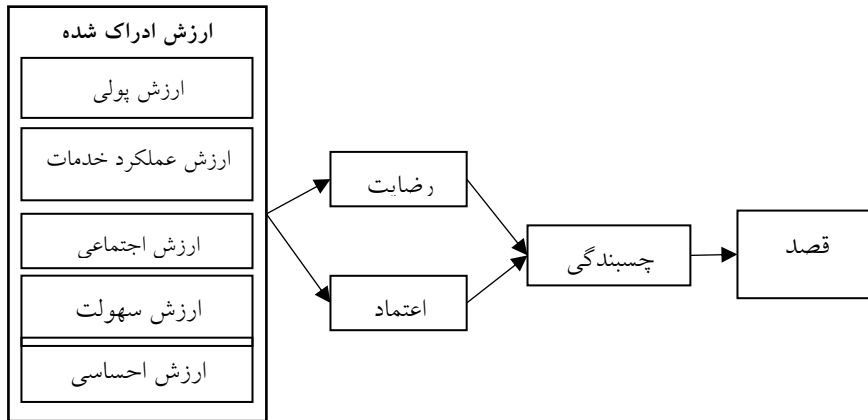 ارزش ادراک شده
ارزش پولی
ارزش عملکرد خدمات
ارزش اجتماعی
ارزش سهولت
ارزش احساسی
رضایت
اعتماد
چسبندگی
قصد